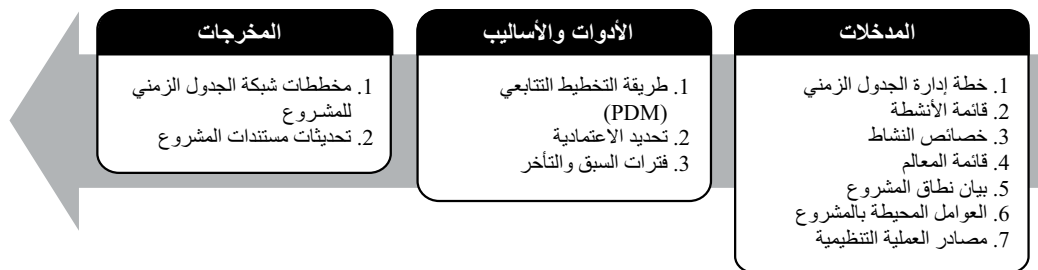 المدخلات
1. خطة إدارة الجدول الزمني
2. قائمة الأنشطة
3. خصائص النشاط
4. قائمة المعالم
5. بيان نطاق المشروع
6. العوامل المحيطة بالمشروع
7. مصادر العملية التنظيمية
الأدوات والأساليب
1. طريقة التخطيط التتابعي
(PDM)
2. تحديد الاعتمادية
3. فترات السبق والتأخر
المخرجات
1. مخططات شبكة الجدول الزمني
للمشـروع
2. تحديثات مستندات المشروع